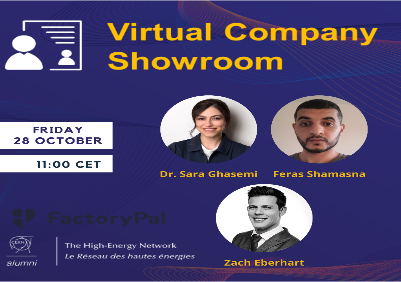 Virtual Company
Showroom
FRIDAY
28 OCTOBER
11:00 CET
Dr. Sara Ghasemi
Feras Shamasna
Zach Eberhart
FactoryPal
CERN
alumni
The High-Energy Network
Le Réseau des hautes énergies